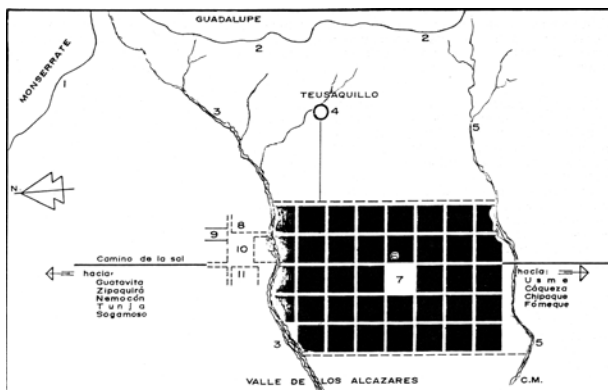 GUADALUPE
2
2
MONSERRATE
1
TEUSAQUILLO
4
3
5
N
8
9
10
11
6
7
Camino de la sal
hacia:
Guatavita
Zipaquirá
Nemocón
Tunja
Sogamoso
hacia:
Usme
Cáqueza
Chipaque
Fómeque
3
5
VALLE DE LOS ALCAZARES
C.M.